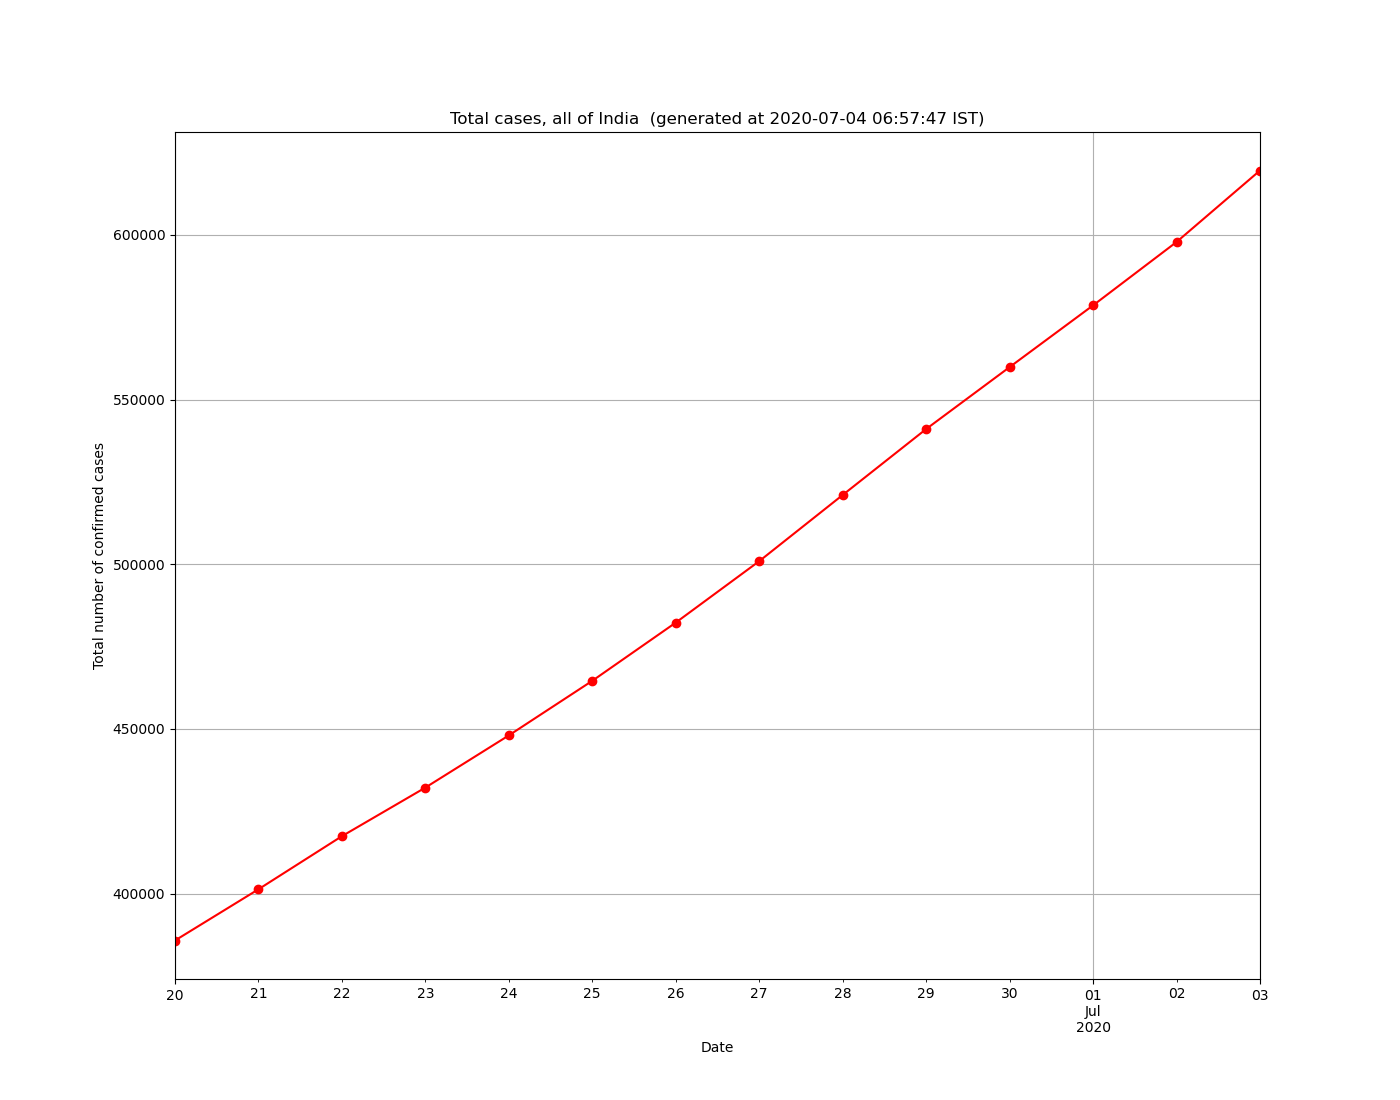 Total cases, all of India  (generated at 2020-07-04 06:57:47 IST)
600000
550000
500000
450000
400000
Total number of confirmed cases
20 21 22 23 24 25 26 27 28 29 30 01 02 03
Jul
2020
Date